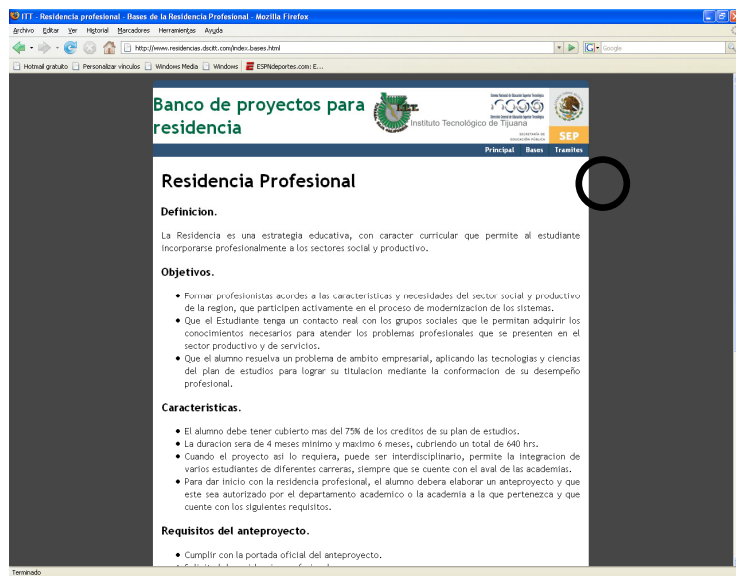 ITT - Residencia profesional - Bases de la Residencia Profesional - Mozilla Firefox
Archivo Editar Ver Historial Marcadores Herramientas Ayuda
http://www.residencias.dscitt.com/index.bases.html
Google
Hotmail gratuito Personalizar vínculos Windows Media Windows ESPNdeportes.com: E...
Banco de proyectos para
residencia
Instituto Tecnológico de Tijuana
SEP
Principal Bases Tramites
Residencia Profesional
Definicion.
La Residencia es una estrategia educativa, con caracter curricular que permite al estudiante
incorporarse profesionalmente a los sectores social y productivo.
Objetivos.
• Formar profesionistas acordes a las caracteristicas y necesidades del sector social y productivo
de la region, que participen activamente en el proceso de modernizacion de los sistemas.
• Que el Estudiante tenga un contacto real con los grupos sociales que le permitan adquirir los
conocimientos necesarios para atender los problemas profesionales que se presenten en el
sector productivo y de servicios.
• Que el alumno resuelva un problema de ambito empresarial, aplicando las tecnologias y ciencias
del plan de estudios para lograr su titulacion mediante la conformacion de su desempeño
profesional.
Caracteristicas.
• El alumno debe tener cubierto mas del 75% de los creditos de su plan de estudios.
• La duracion sera de 4 meses minimo y maximo 6 meses, cubriendo un total de 640 hrs.
• Cuando el proyecto asi lo requiera, puede ser interdisciplinario, permite la integracion de
varios estudiantes de diferentes carreras, siempre que se cuente con el aval de las academias.
• Para dar inicio con la residencia profesional, el alumno debera elaborar un anteproyecto y que
este sea autorizado por el departamento academico o la academia a la que pertenezca y que
cuente con los siguientes requisitos.
Requisitos del anteproyecto.
• Cumplir con la portada oficial del anteproyecto.
Terminado